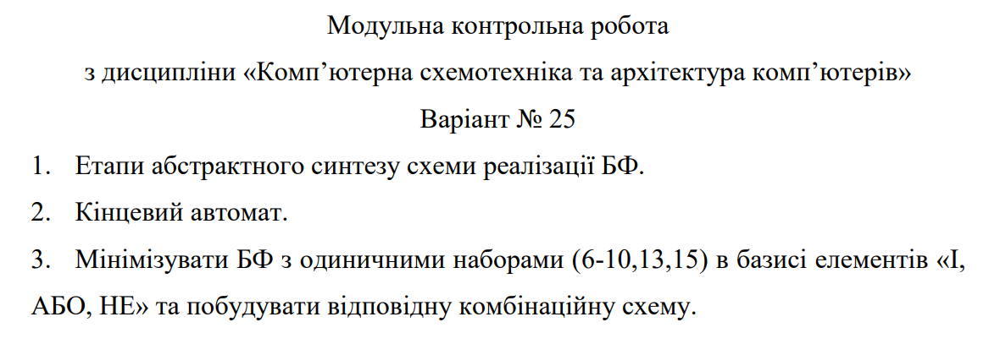 Модульна контрольна робота
з дисципліни «Комп’ютерна схемотехніка та архітектура комп’ютерів»
Варіант № 25
1. Етапи абстрактного синтезу схеми реалізації БФ.
2. Кінцевий автомат.
3. Мінімізувати БФ з одиничними наборами (6-10,13,15) в базисі елементів «І,
АБО, НЕ» та побудувати відповідну комбінаційну схему.